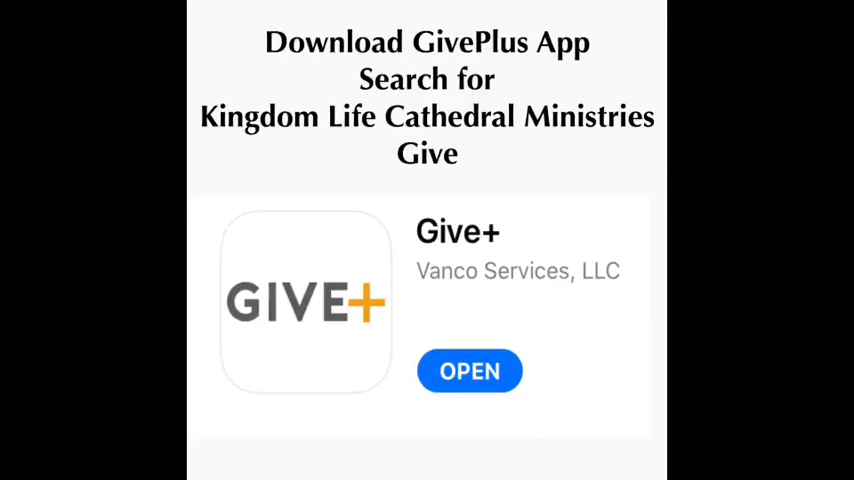 Download GivePlus App
Search for
Kingdom Life Cathedral Ministries
Give
Give+
GIVE+
Vanco Services, LLC
OPEN